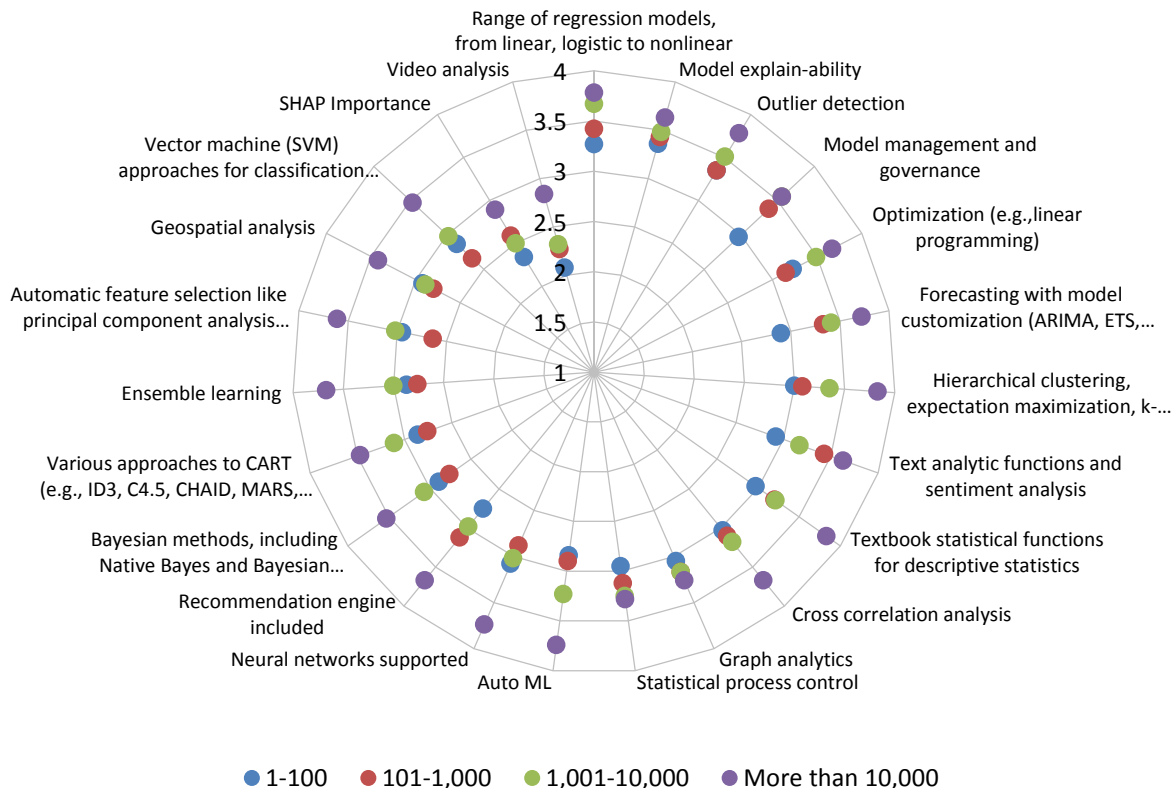 Range of regression models,
from linear, logistic to nonlinear
Model explain-ability
Outlier detection
Model management and
governance
Optimization (e.g.,linear
programming)
Forecasting with model
customization (ARIMA, ETS,...
Hierarchical clustering,
expectation maximization, k-...
Text analytic functions and
sentiment analysis
Textbook statistical functions
for descriptive statistics
Cross correlation analysis
Graph analytics
Statistical process control
Auto ML
Neural networks supported
Recommendation engine
included
Bayesian methods, including
Native Bayes and Bayesian...
Various approaches to CART
(e.g., ID3, C4.5, CHAID, MARS,...
Ensemble learning
Automatic feature selection like
principal component analysis...
Geospatial analysis
Vector machine (SVM)
approaches for classification...
SHAP Importance
Video analysis
4
3.5
3
2.5
2
1.5
1
1-100
101-1,000
1,001-10,000
More than 10,000